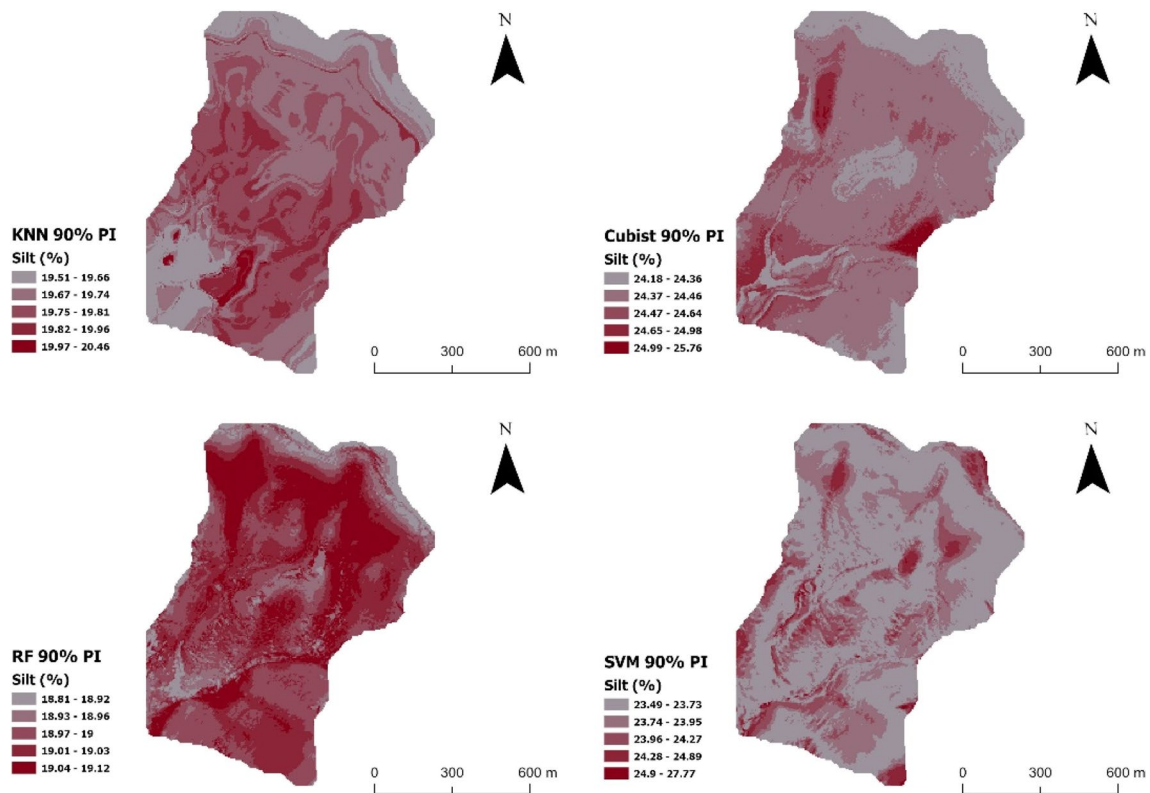 N
KNN 90% PI
Silt (%)
19.51 - 19.66
19.67 - 19.74
19.75 - 19.81
19.82 - 19.96
19.97 - 20.46
0 300 600 m
N
Cubist 90% PI
Silt (%)
24.18 - 24.36
24.37 - 24.46
24.47 - 24.64
24.65 - 24.98
24.99 - 25.76
0 300 600 m
N
RF 90% PI
Silt (%)
18.81 - 18.92
18.93 - 18.96
18.97 - 19
19.01 - 19.03
19.04 - 19.12
0 300 600 m
N
SVM 90% PI
Silt (%)
23.49 - 23.73
23.74 - 23.95
23.96 - 24.27
24.28 - 24.89
24.9 - 27.77
0 300 600 m